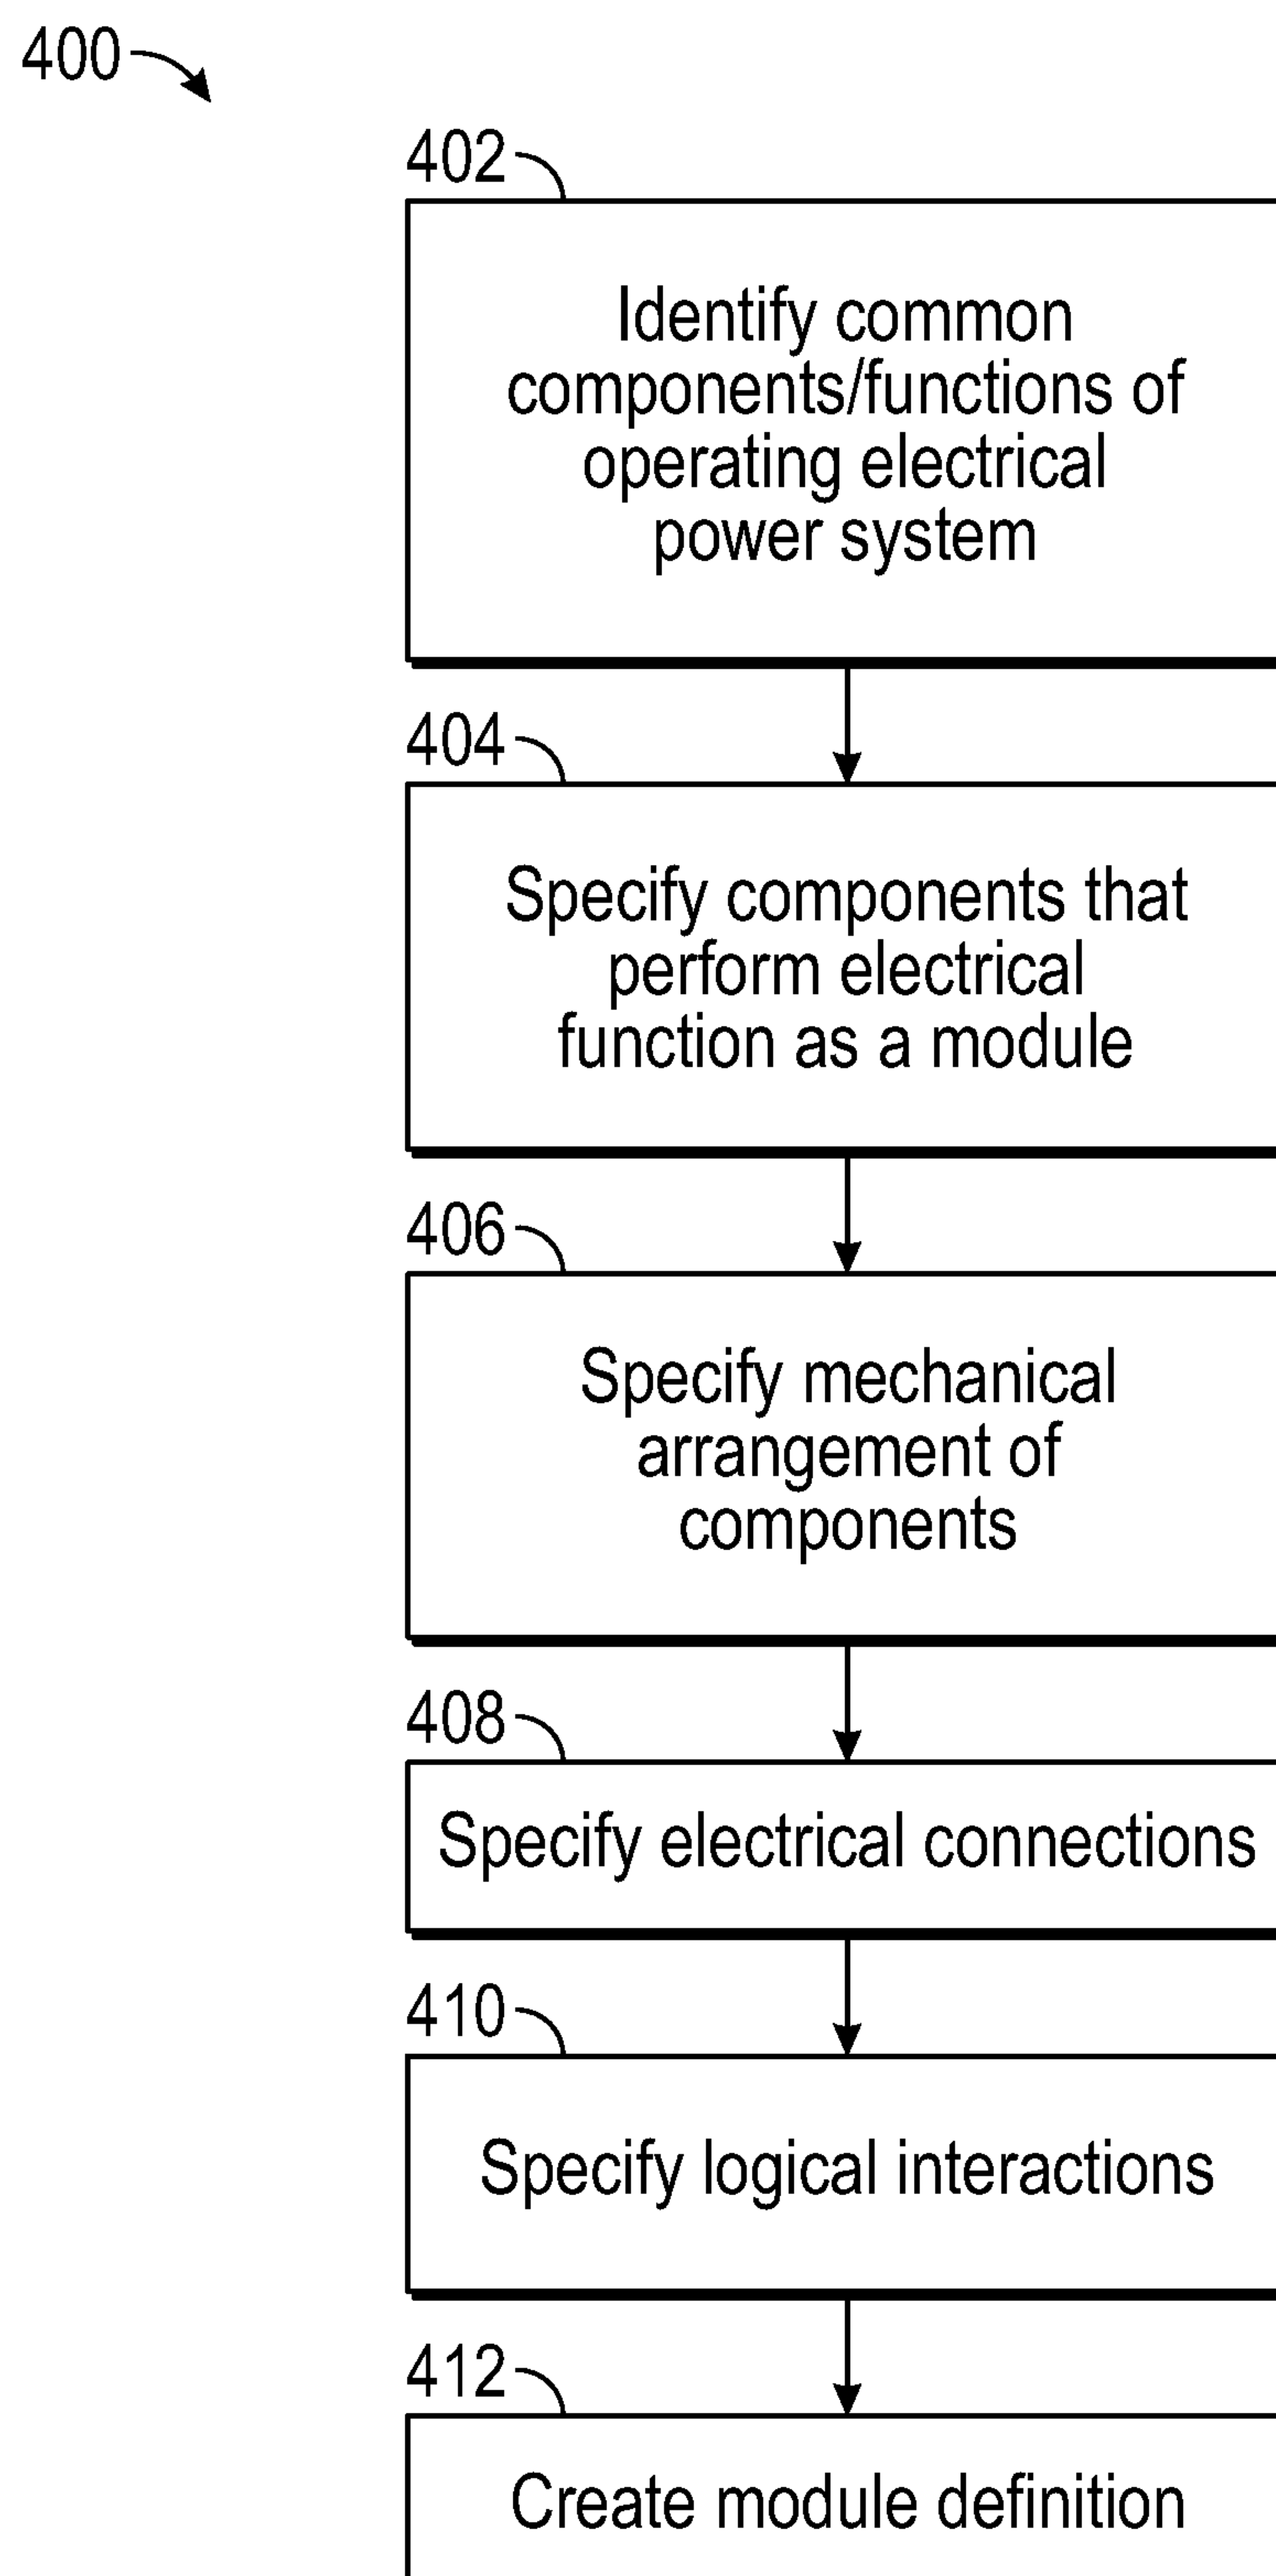 400
402
Identify common
components/functions of
operating electrical
power system
404
Specify components that
perform electrical
function as a module
406
Specify mechanical
arrangement of
components
408
Specify electrical connections
410
Specify logical interactions
412
Create module definition